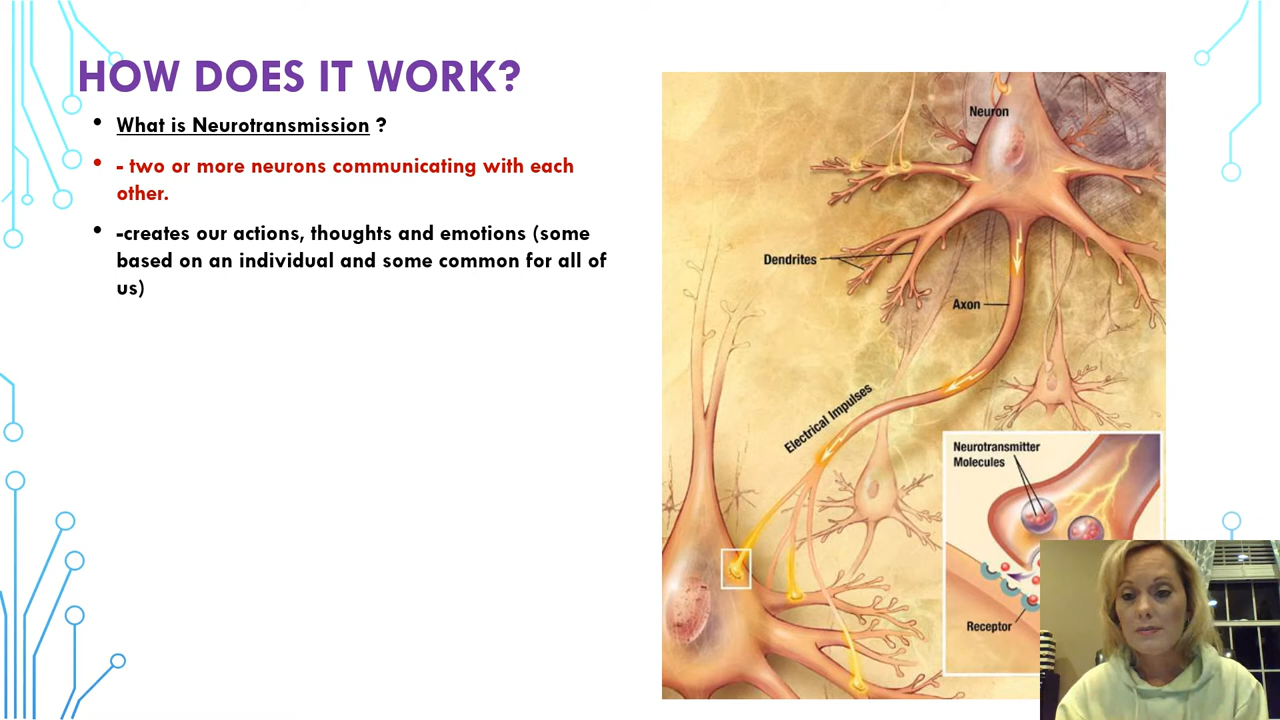 HOW DOES IT WORK?
• What is Neurotransmission ?
• - two or more neurons communicating with each
other.
• -creates our actions, thoughts and emotions (some
based on an individual and some common for all of
us)
Neuron
Dendrites
Axon
Electrical Impulses
Neurotransmitter
Molecules
Receptor